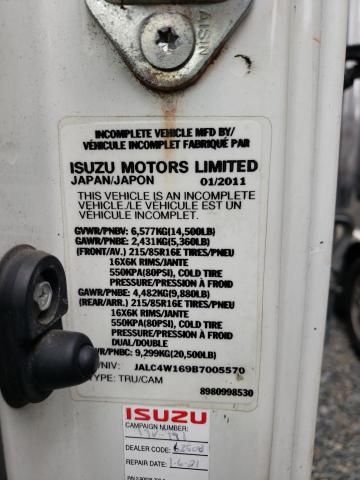 AISIN
INCOMPLETE VEHICLE MFD BY/
VÉHICULE INCOMPLET FABRIQUÉ PAR
ISUZU MOTORS LIMITED
JAPAN/JAPON 01/2011
THIS VEHICLE IS AN INCOMPLETE
VEHICLE./LE VÉHICULE EST UN
VÉHICULE INCOMPLET.
GVWR/PNBV: 6,577KG(14,500LB)
GAWR/PNBE: 2,431KG(5,360LB)
(FRONT/AV.) 215/85R16E TIRES/PNEU
16X6K RIMS/JANTE
550KPA(80PSI), COLD TIRE
PRESSURE/PRESSION À FROID
GAWR/PNBE: 4,482KG(9,880LB)
(REAR/ARR.) 215/85R16E TIRES/PNEU
16X6K RIMS/JANTE
550KPA(80PSI), COLD TIRE
PRESSURE/PRESSION À FROID
DUAL/DOUBLE
/PNBC: 9,299KG(20,500LB)
/NIV: JALC4W169B7005570
TYPE: TRU/CAM
8980998530
ISUZU
CAMPAIGN NUMBER:
DEALER CODE:
REPAIR DATE: 1-6-21